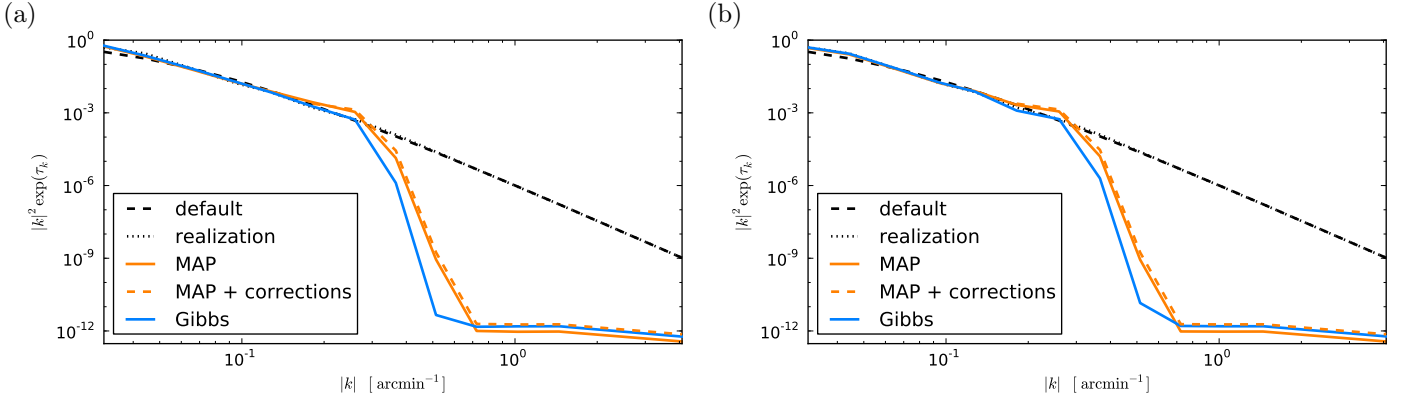 (a)
10^0
10^-3
10^-6
10^-9
10^-12
|k|^2 exp(τ_k)
default
realization
MAP
MAP + corrections
Gibbs
10^-1
10^0
|k| [ arcmin^-1 ]
(b)
10^0
10^-3
10^-6
10^-9
10^-12
|k|^2 exp(τ_k)
default
realization
MAP
MAP + corrections
Gibbs
10^-1
10^0
|k| [ arcmin^-1 ]